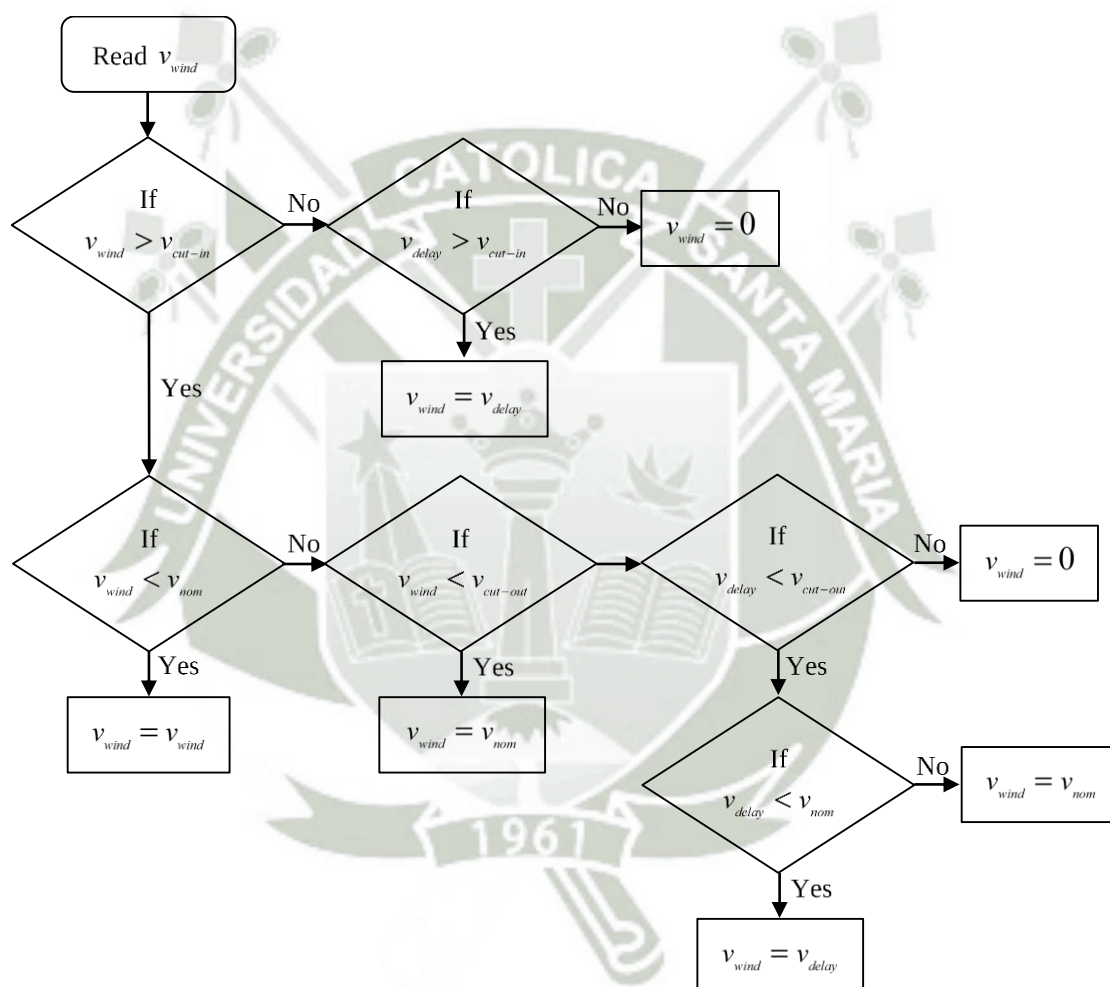 Read v_wind
If
v_wind > v_cut-in
No
If
v_delay > v_cut-in
No
v_wind = 0
Yes
v_wind = v_delay
Yes
If
v_wind < v_nom
No
If
v_wind < v_cut-out
If
v_delay < v_cut-out
No
v_wind = 0
Yes
v_wind = v_wind
Yes
v_wind = v_nom
Yes
If
v_delay < v_nom
No
v_wind = v_nom
Yes
v_wind = v_delay
UNIVERSIDAD CATOLICA SANTA MARIA
1961